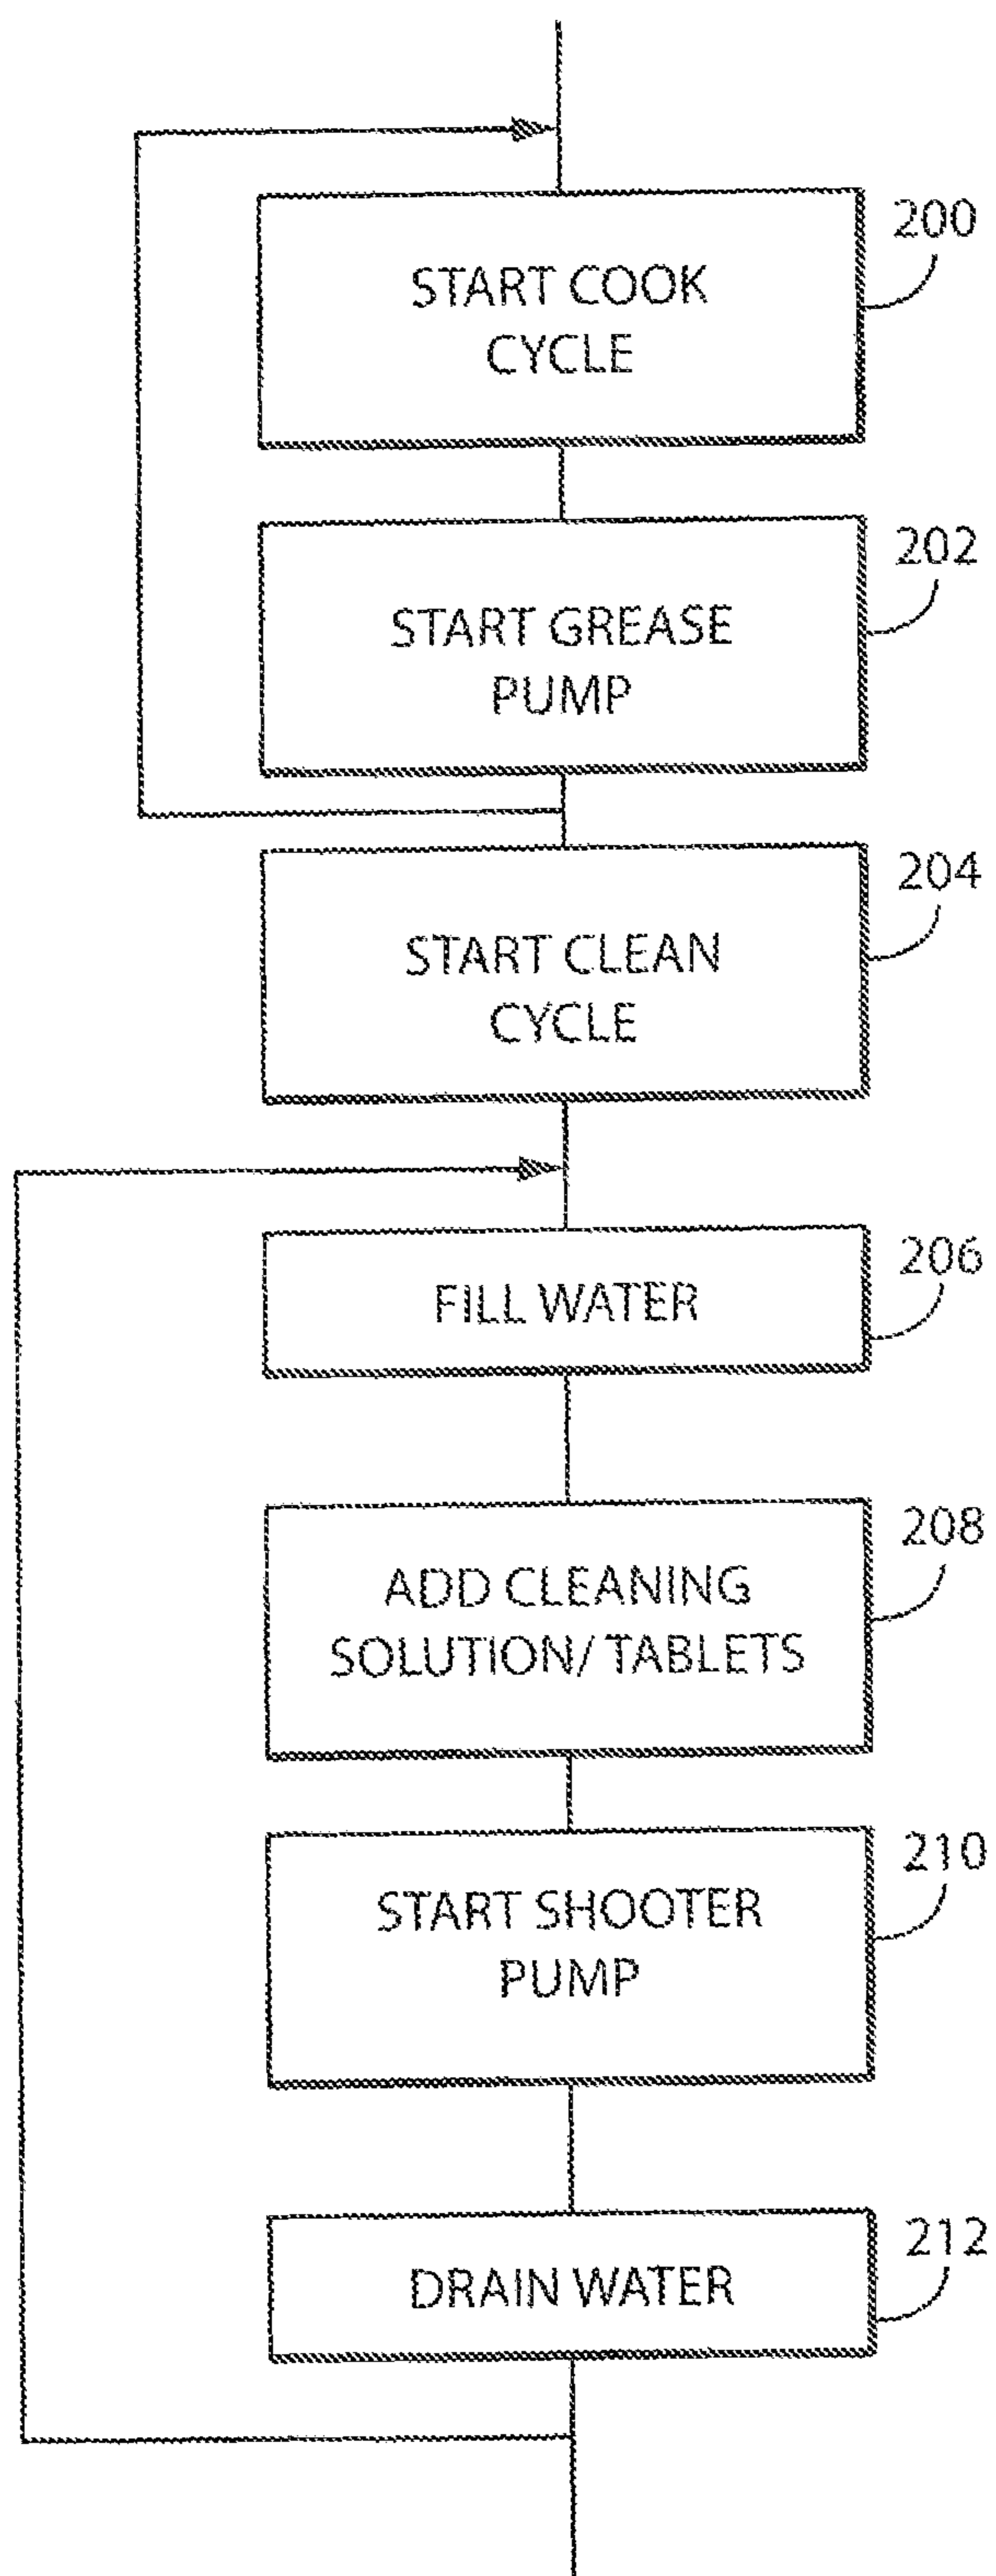 200
START COOK
CYCLE
202
START GREASE
PUMP
204
START CLEAN
CYCLE
206
FILL WATER
208
ADD CLEANING
SOLUTION/ TABLETS
210
START SHOOTER
PUMP
212
DRAIN WATER